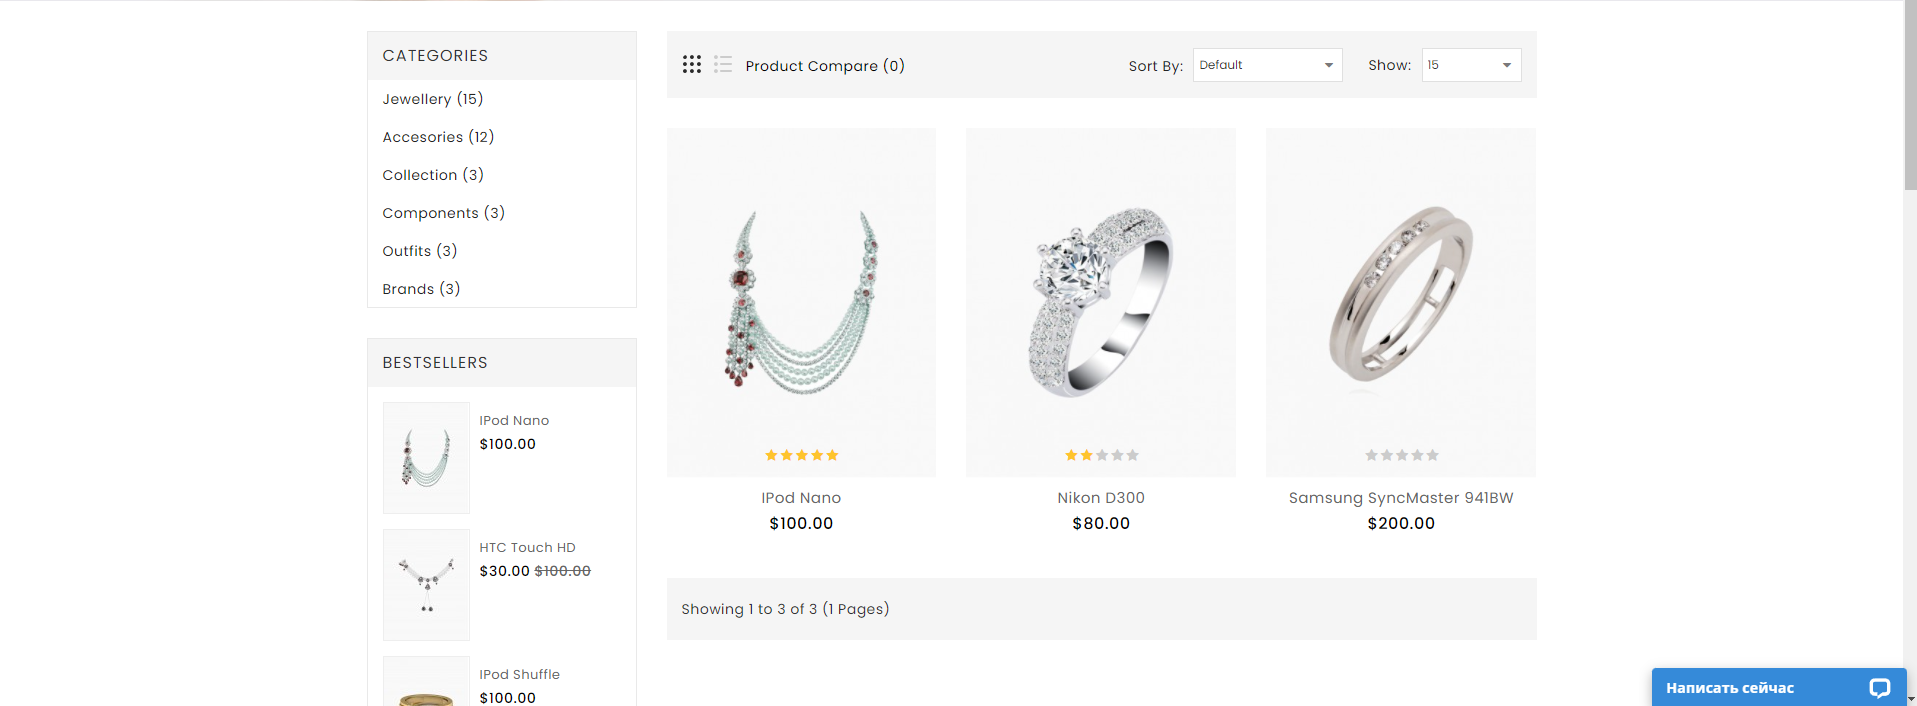 CATEGORIES
Jewellery (15)
Accesories (12)
Collection (3)
Components (3)
Outfits (3)
Brands (3)
BESTSELLERS
IPod Nano
$100.00
HTC Touch HD
$30.00 $100.00
IPod Shuffle
$100.00
Product Compare (0)
Sort By: Default
Show: 15
IPod Nano
$100.00
Nikon D300
$80.00
Samsung SyncMaster 941BW
$200.00
Showing 1 to 3 of 3 (1 Pages)
Написать сейчас